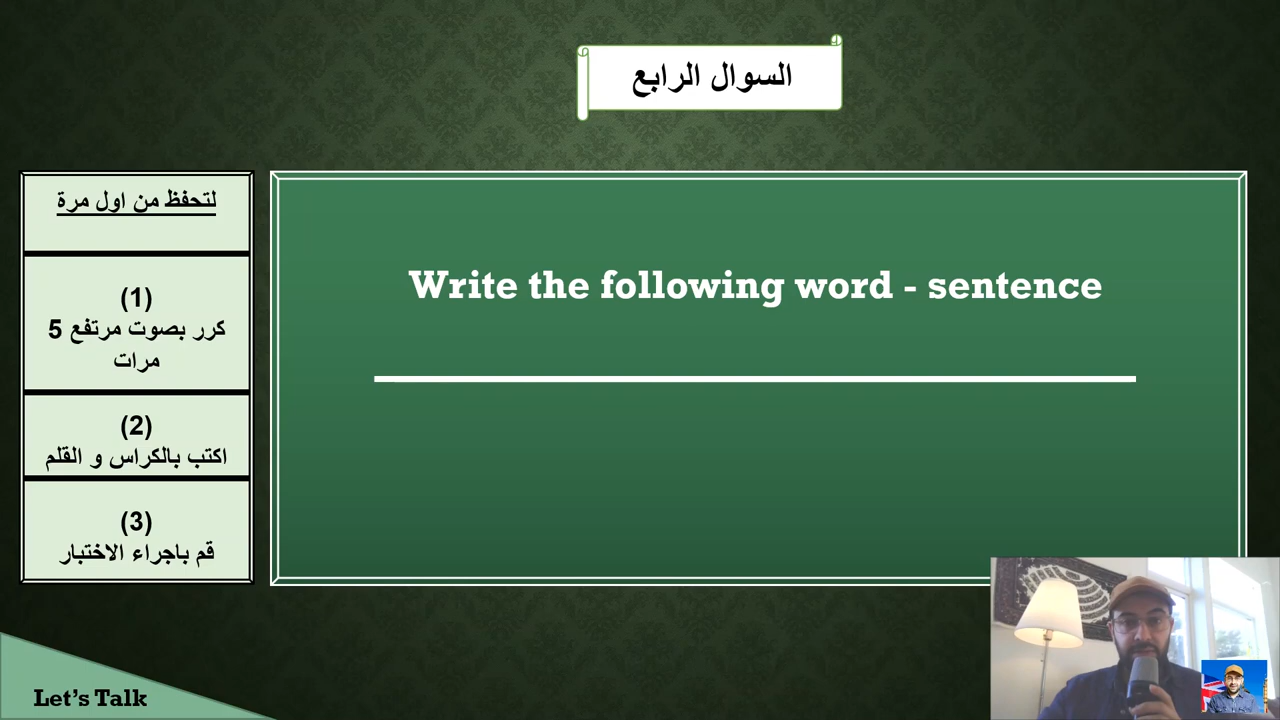 السوال الرابع
لتحفظ من اول مرة
(1)
كرر بصوت مرتفع 5
مرات
(2)
اكتب بالكراس و القلم
(3)
قم باجراء الاختبار
Write the following word - sentence
Let’s Talk